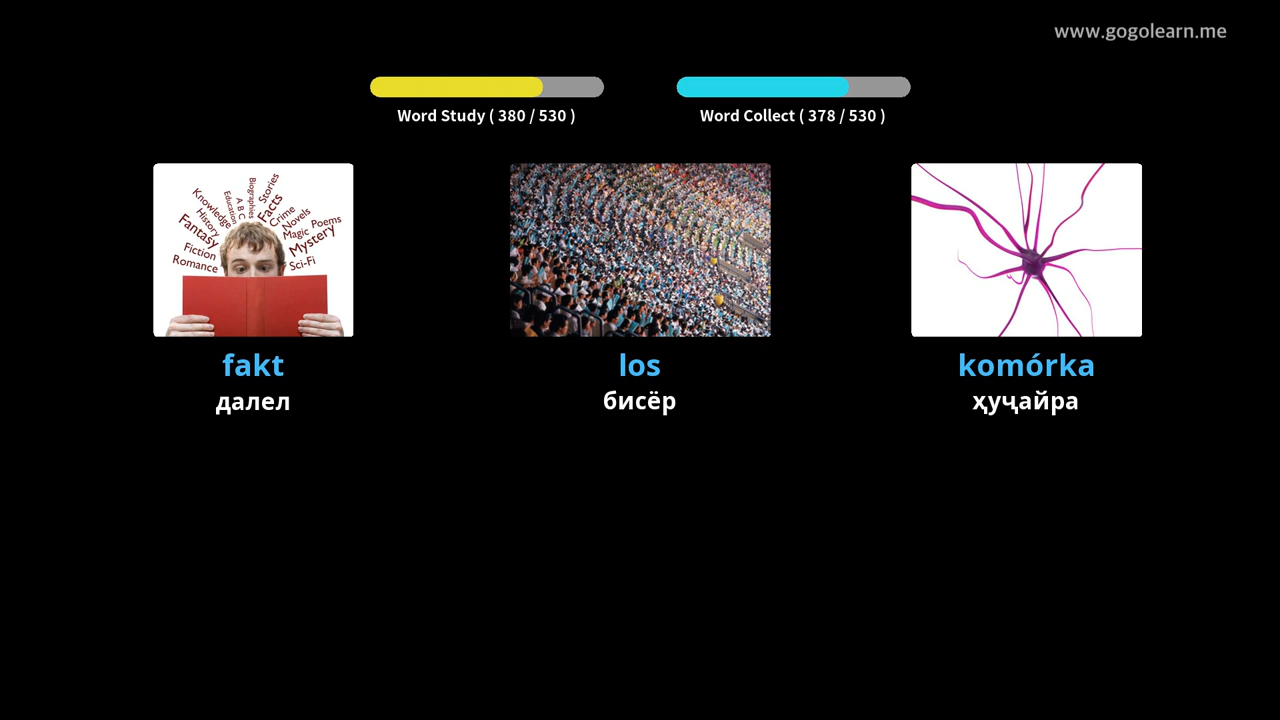 www.gogolearn.me
Word Study ( 380 / 530 )
Word Collect ( 378 / 530 )
Stories
Biographies
Facts
A B C
Education
Knowledge
Crime
Novels
History
Magic
Poems
Fantasy
Mystery
Fiction
Sci-Fi
Romance
fakt
los
komórka
далел
бисёр
ҳуҷайра